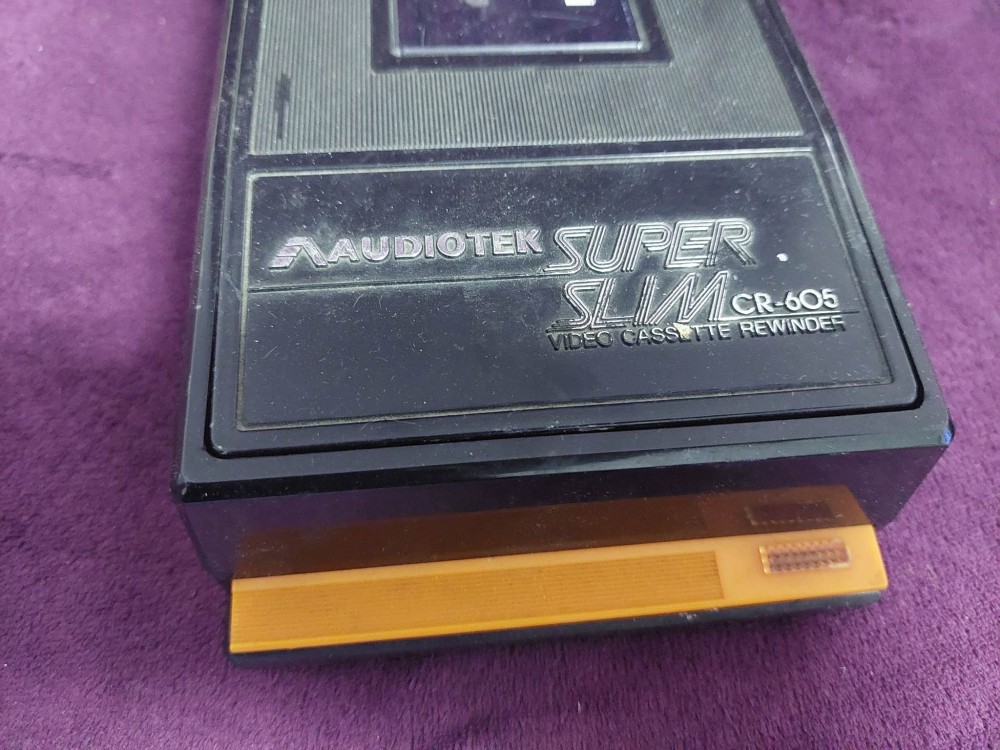 AUDIOTEK SUPER
SLIM CR-605
VIDEO CASSETTE REWINDER